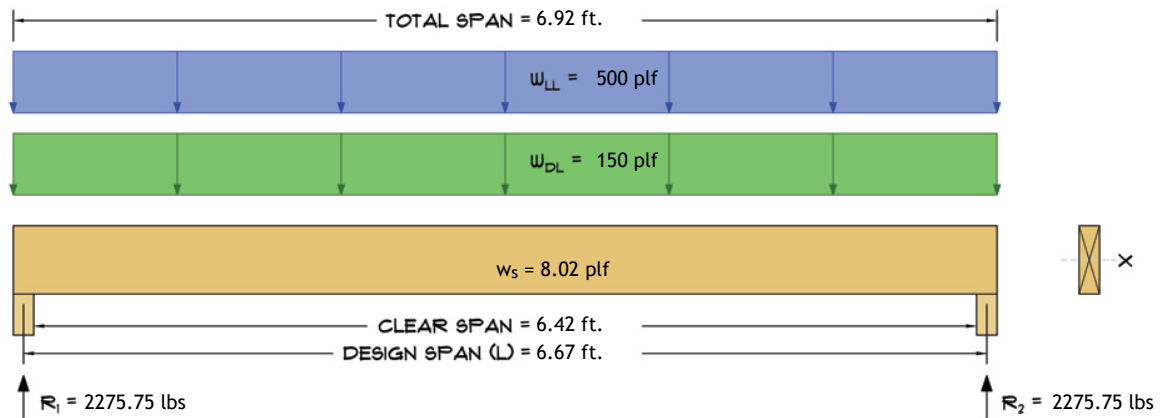 TOTAL SPAN = 6.92 ft.
WLL = 500 plf
WDL = 150 plf
ws = 8.02 plf
X
CLEAR SPAN = 6.42 ft.
DESIGN SPAN (L) = 6.67 ft.
R1 = 2275.75 lbs
R2 = 2275.75 lbs